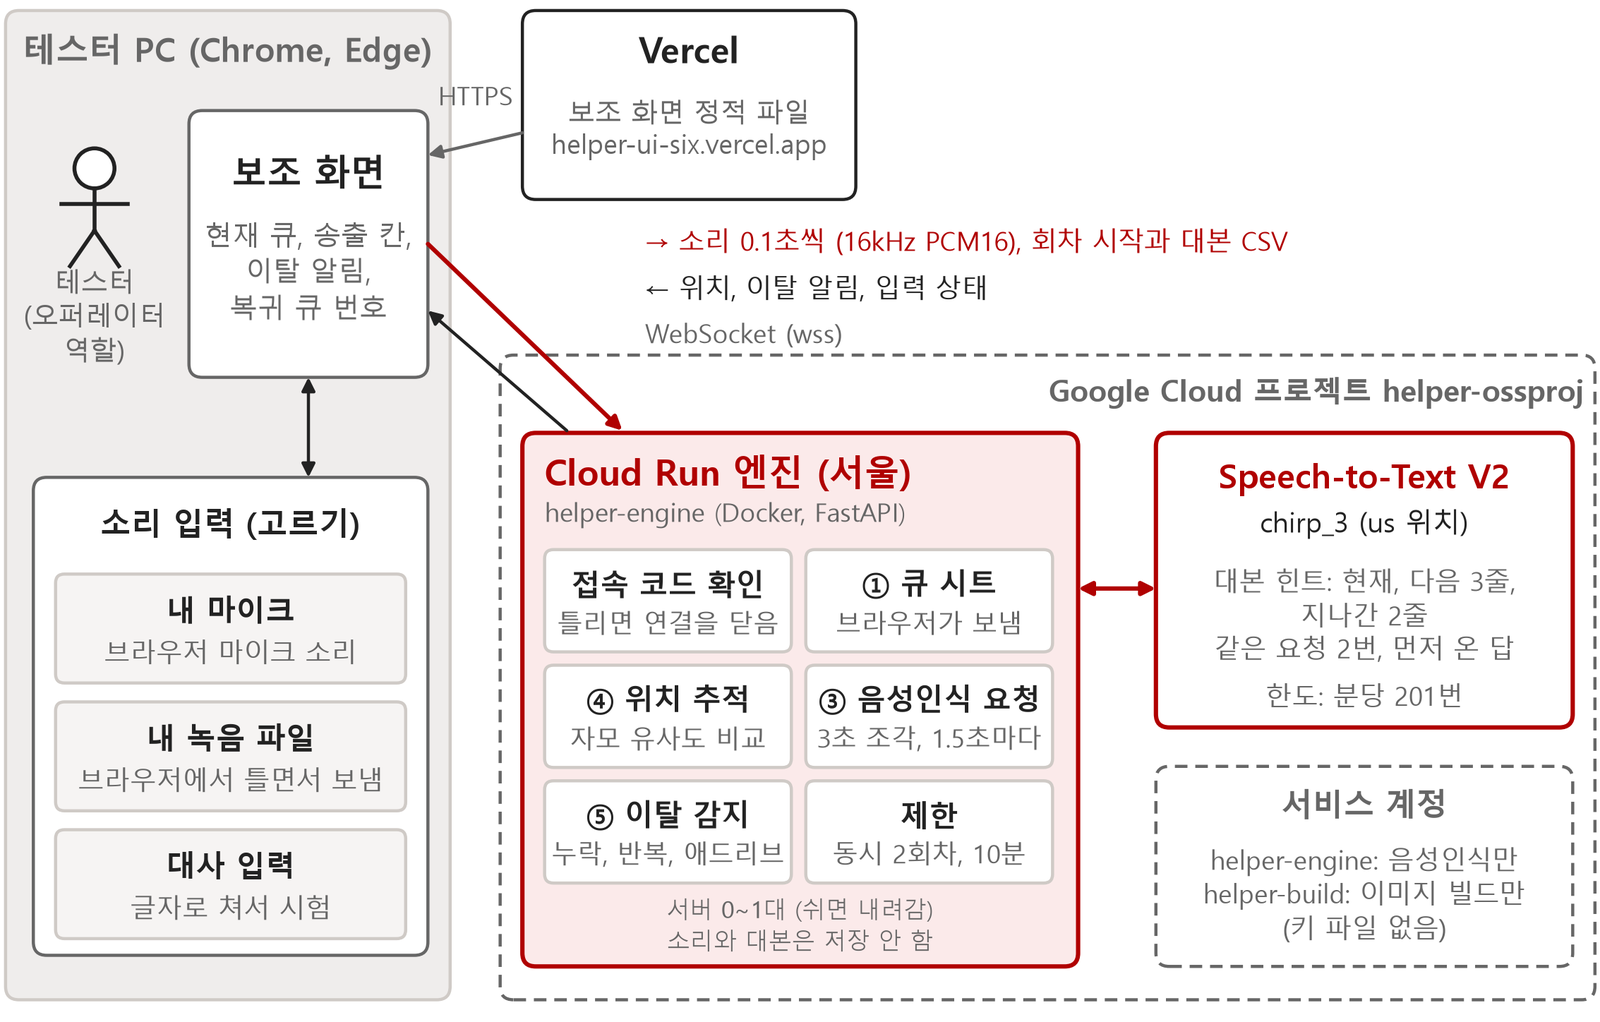 테스터 PC (Chrome, Edge)
테스터
(오퍼레이터
역할)
보조 화면
현재 큐, 송출 칸,
이탈 알림,
복귀 큐 번호
소리 입력 (고르기)
내 마이크
브라우저 마이크 소리
내 녹음 파일
브라우저에서 틀면서 보냄
대사 입력
글자로 쳐서 시험
HTTPS
Vercel
보조 화면 정적 파일
helper-ui-six.vercel.app
→ 소리 0.1초씩 (16kHz PCM16), 회차 시작과 대본 CSV
← 위치, 이탈 알림, 입력 상태
WebSocket (wss)
Google Cloud 프로젝트 helper-ossproj
Cloud Run 엔진 (서울)
helper-engine (Docker, FastAPI)
접속 코드 확인
틀리면 연결을 닫음
① 큐 시트
브라우저가 보냄
④ 위치 추적
자모 유사도 비교
③ 음성인식 요청
3초 조각, 1.5초마다
⑤ 이탈 감지
누락, 반복, 애드리브
제한
동시 2회차, 10분
서버 0~1대 (쉬면 내려감)
소리와 대본은 저장 안 함
Speech-to-Text V2
chirp_3 (us 위치)
대본 힌트: 현재, 다음 3줄,
지나간 2줄
같은 요청 2번, 먼저 온 답
한도: 분당 201번
서비스 계정
helper-engine: 음성인식만
helper-build: 이미지 빌드만
(키 파일 없음)